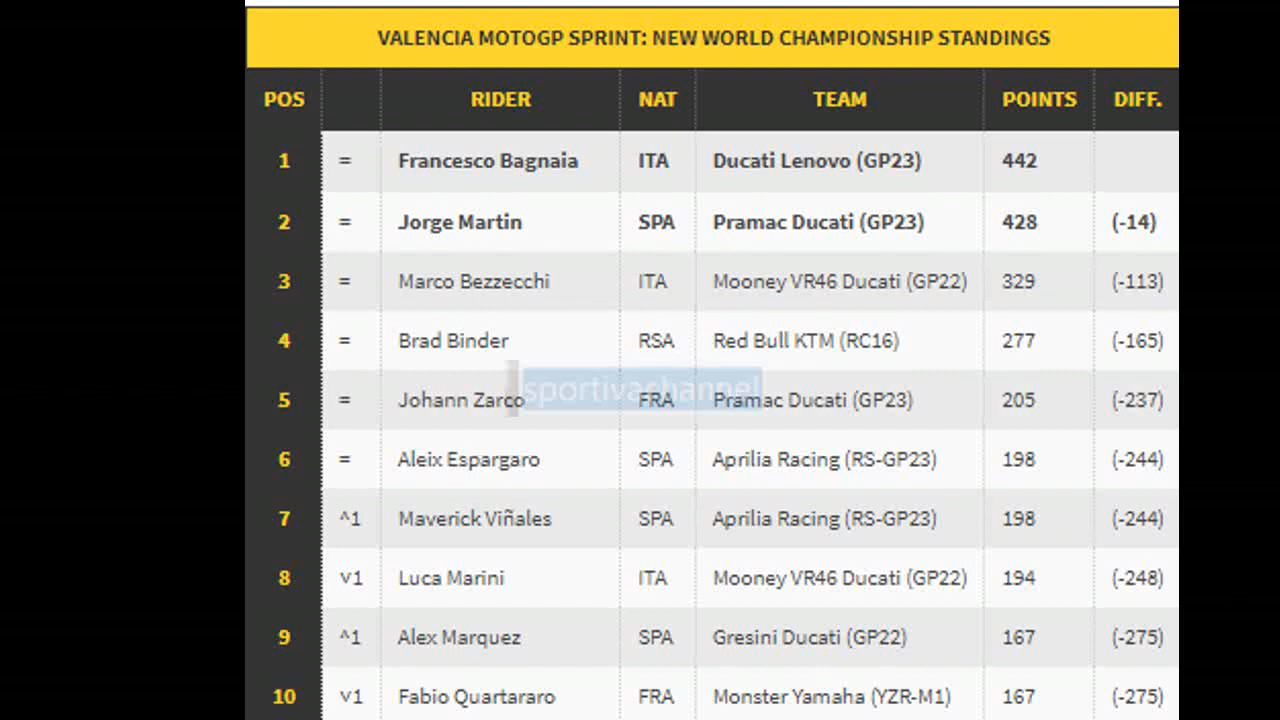 VALENCIA MOTOGP SPRINT: NEW WORLD CHAMPIONSHIP STANDINGS
POS RIDER NAT TEAM POINTS DIFF.
1 = Francesco Bagnaia ITA Ducati Lenovo (GP23) 442
2 = Jorge Martin SPA Pramac Ducati (GP23) 428 (-14)
3 = Marco Bezzecchi ITA Mooney VR46 Ducati (GP22) 329 (-113)
4 = Brad Binder RSA Red Bull KTM (RC16) 277 (-165)
sportivachannel
5 = Johann Zarco FRA Pramac Ducati (GP23) 205 (-237)
6 = Aleix Espargaro SPA Aprilia Racing (RS-GP23) 198 (-244)
7 ^1 Maverick Viñales SPA Aprilia Racing (RS-GP23) 198 (-244)
8 v1 Luca Marini ITA Mooney VR46 Ducati (GP22) 194 (-248)
9 ^1 Alex Marquez SPA Gresini Ducati (GP22) 167 (-275)
10 v1 Fabio Quartararo FRA Monster Yamaha (YZR-M1) 167 (-275)